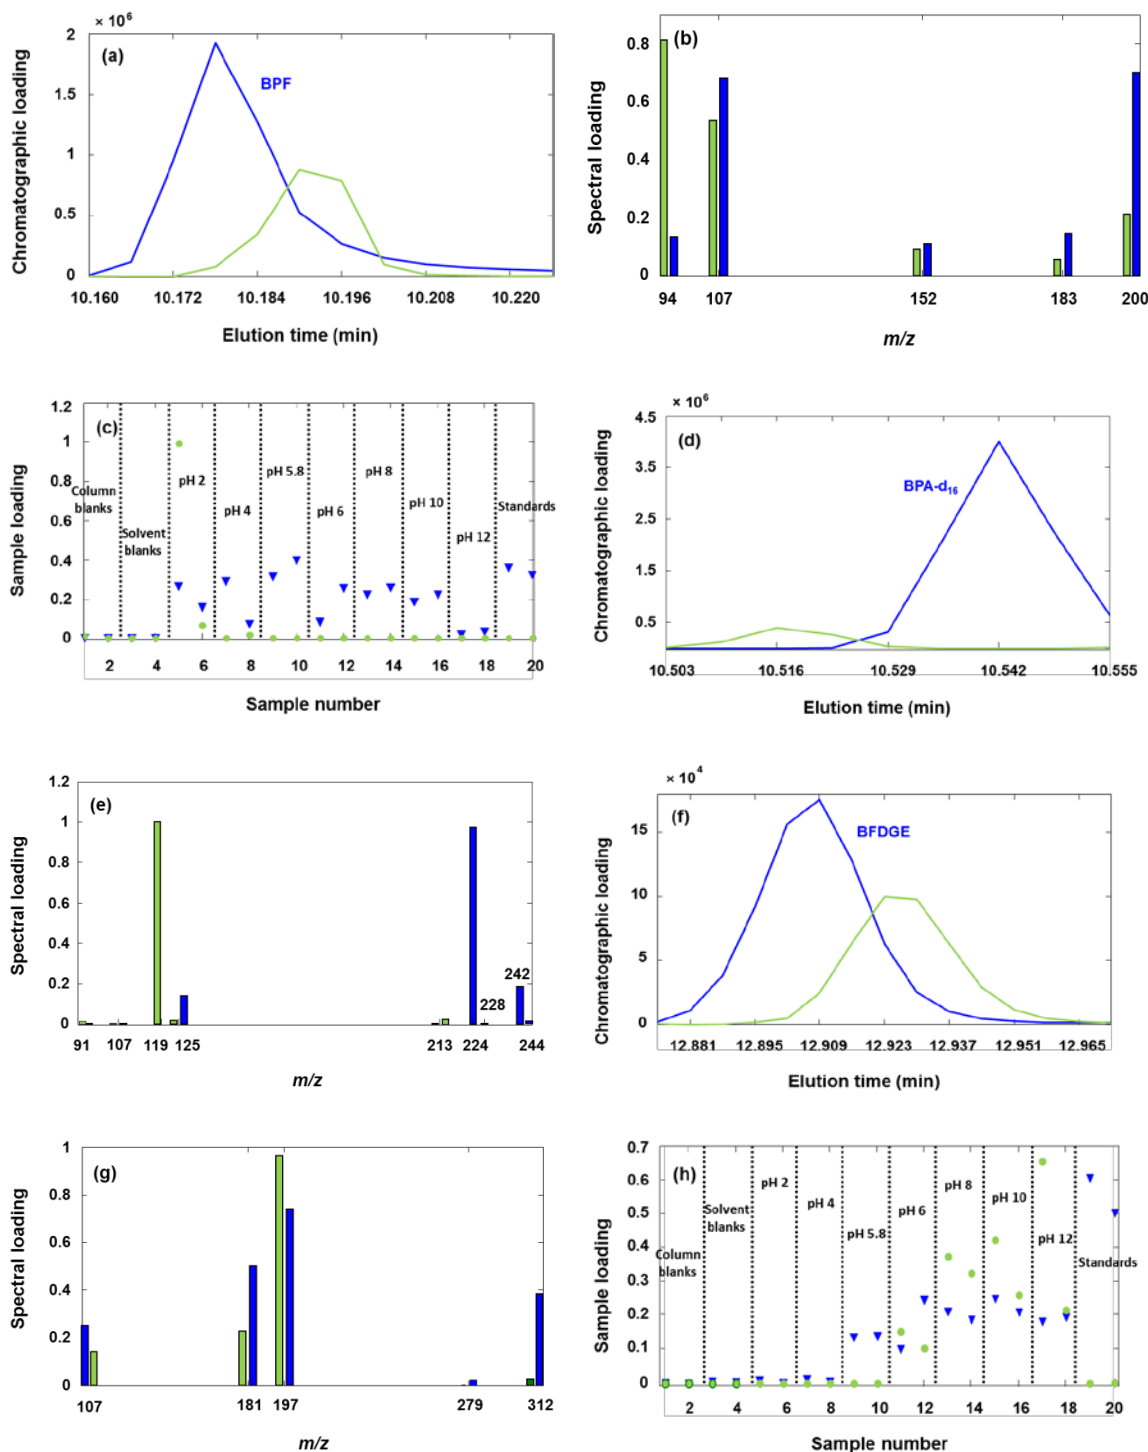 × 10⁶
2
1.5
1
0.5
0
(a)
BPF
Chromatographic loading
10.160 10.172 10.184 10.196 10.208 10.220
Elution time (min)
(b)
0.8
0.6
0.4
0.2
0
Spectral loading
94 107 152 183 200
m/z
1.2
1
0.8
0.6
0.4
0.2
0
(c)
Sample loading
Column blanks
Solvent blanks
pH 2
pH 4
pH 5.8
pH 6
pH 8
pH 10
pH 12
Standards
2 4 6 8 10 12 14 16 18 20
Sample number
× 10⁶
4.5
3.5
2.5
1.5
0.5
(d)
BPA-d₁₆
Chromatographic loading
10.503 10.516 10.529 10.542 10.555
Elution time (min)
1.2
1
0.8
0.6
0.4
0.2
0
(e)
Spectral loading
242
228
91 107 119 125 213 224 244
m/z
× 10⁴
15
10
5
0
(f)
BFDGE
Chromatographic loading
12.881 12.895 12.909 12.923 12.937 12.951 12.965
Elution time (min)
1
0.8
0.6
0.4
0.2
0
(g)
Spectral loading
107 181 197 279 312
m/z
0.7
0.6
0.5
0.4
0.3
0.2
0.1
0
(h)
Sample loading
Column blanks
Solvent blanks
pH 2
pH 4
pH 5.8
pH 6
pH 8
pH 10
pH 12
Standards
2 4 6 8 10 12 14 16 18 20
Sample number